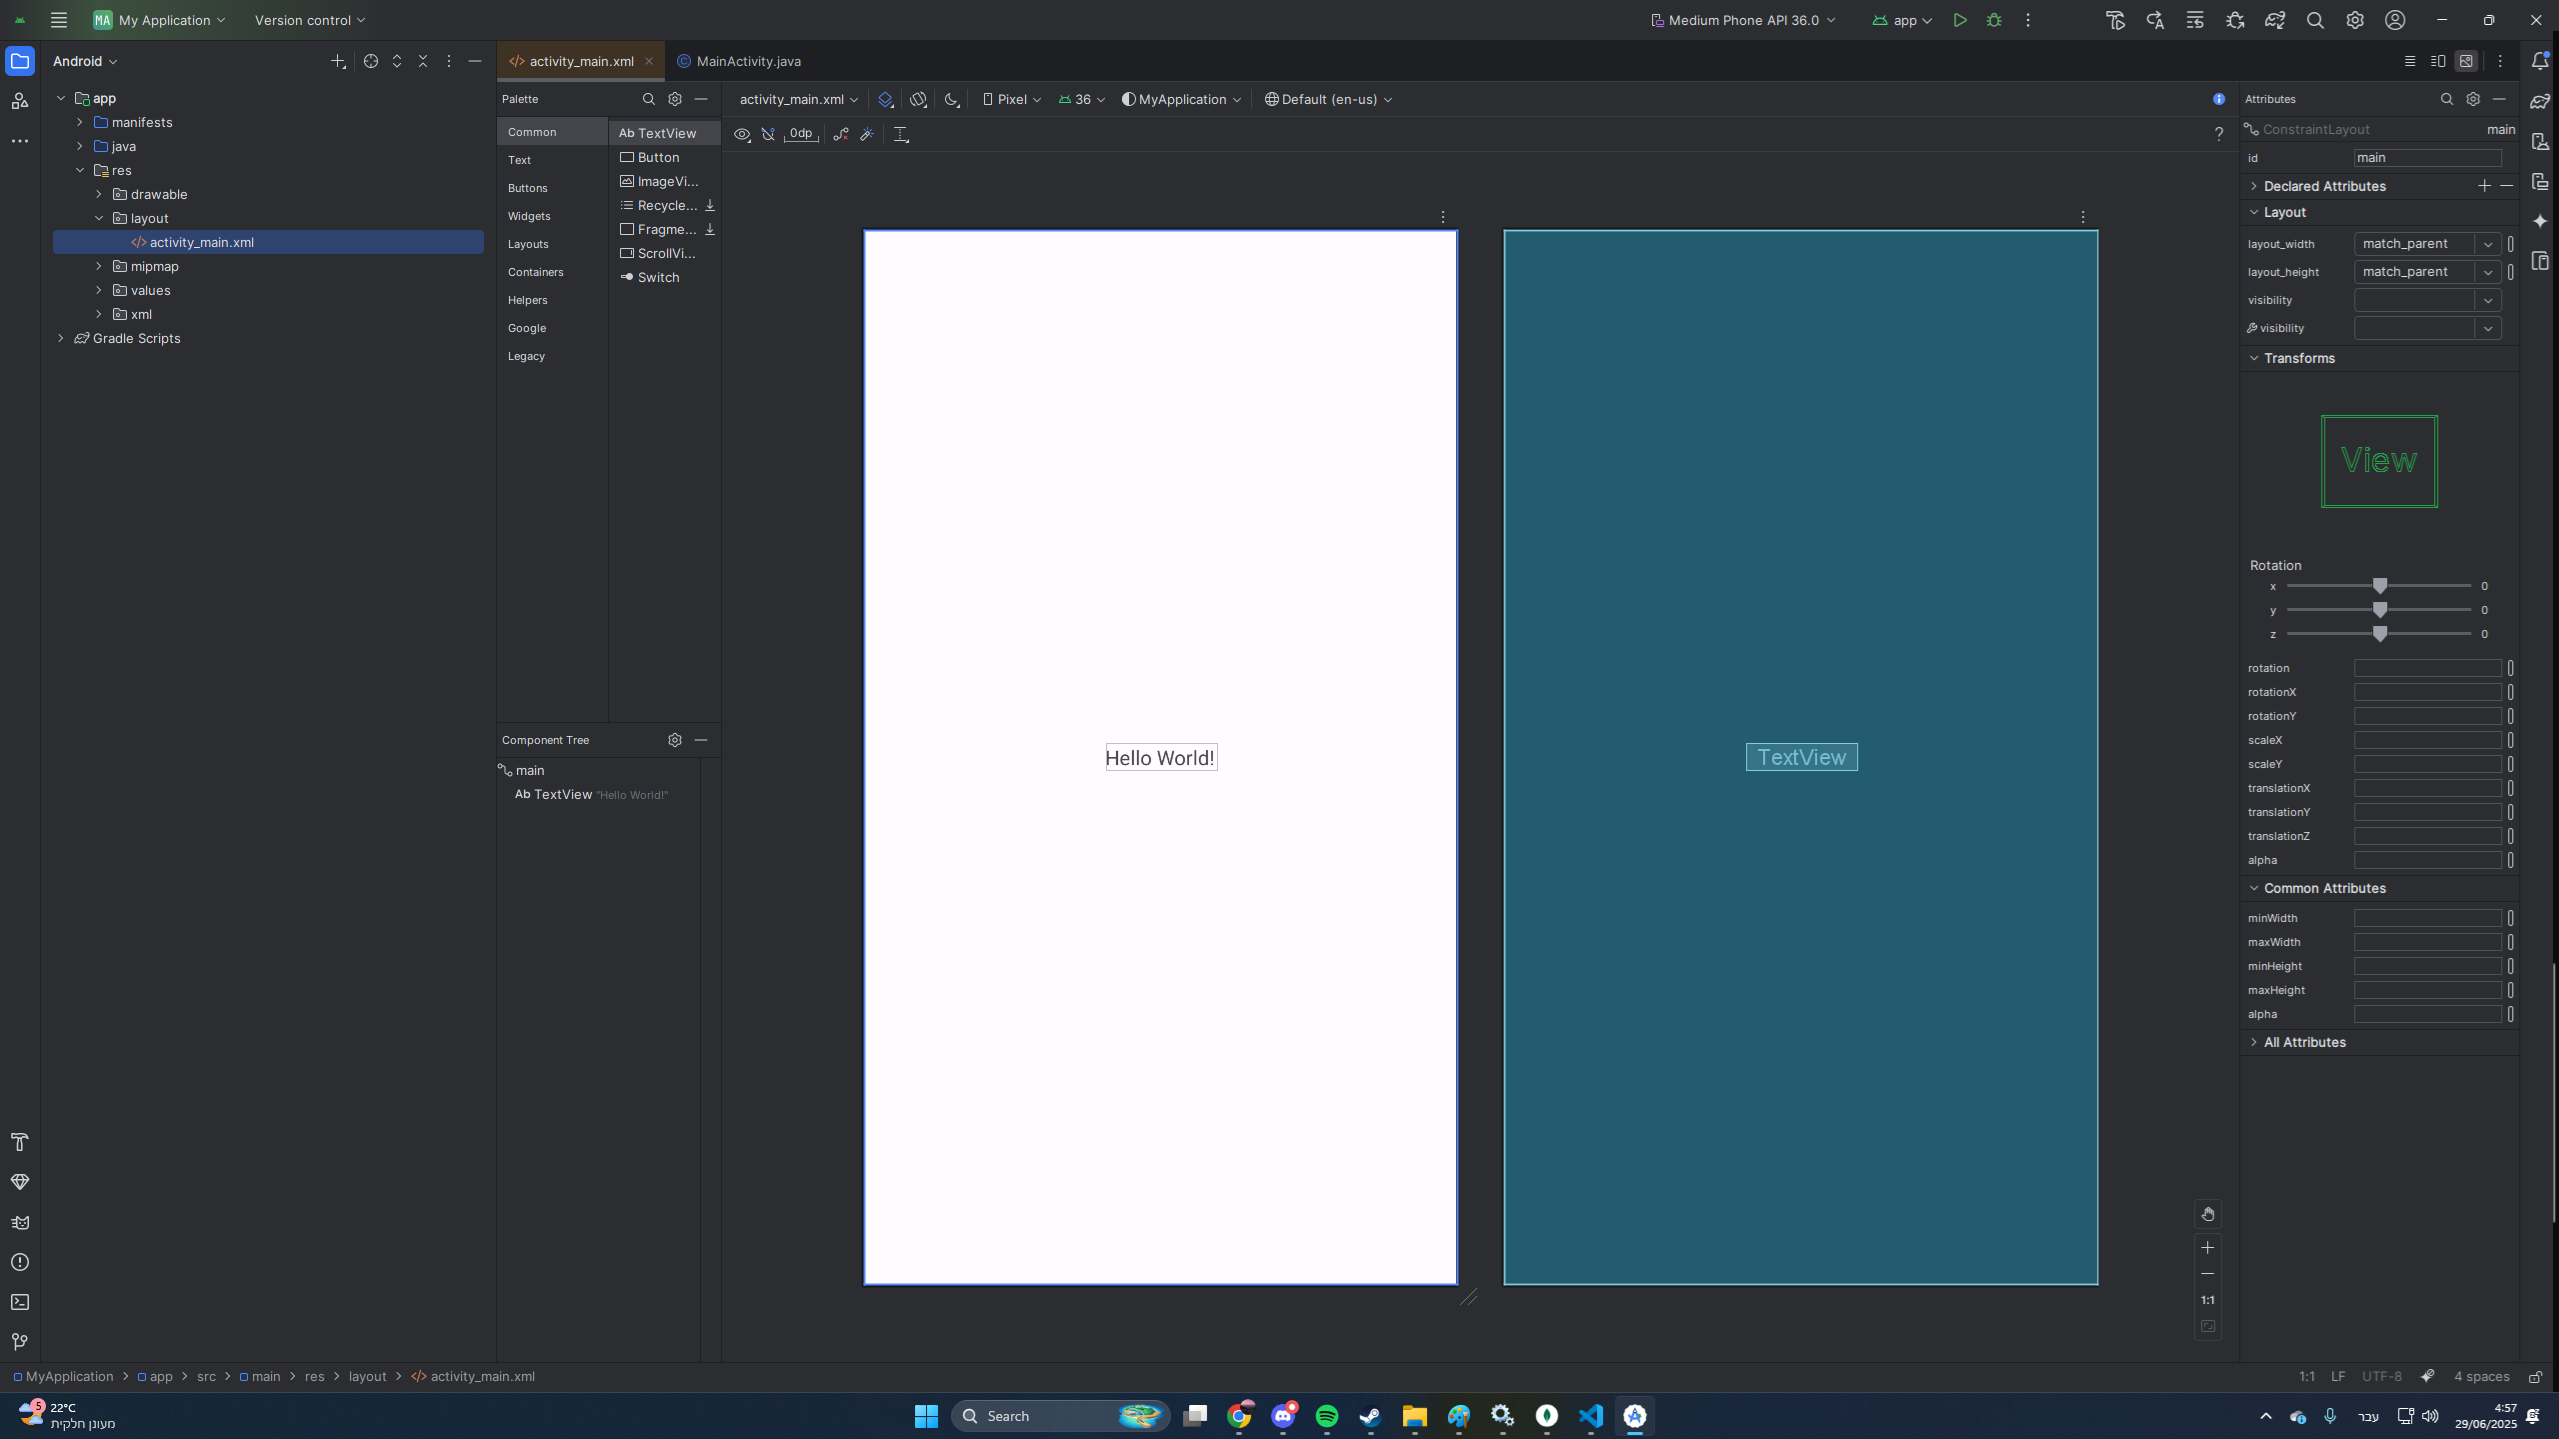 MA My Application
Version control
Medium Phone API 36.0
app
Android
activity_main.xml
MainActivity.java
app
manifests
java
res
drawable
layout
activity_main.xml
mipmap
values
xml
Gradle Scripts
Palette
Common
Text
Buttons
Widgets
Layouts
Containers
Helpers
Google
Legacy
Ab TextView
Button
ImageVi...
Recycle...
Fragme...
ScrollVi...
Switch
activity_main.xml
Pixel
36
MyApplication
Default (en-us)
0dp
?
Hello World!
TextView
Component Tree
main
Ab TextView "Hello World!"
Attributes
ConstraintLayout main
id main
Declared Attributes
Layout
layout_width match_parent
layout_height match_parent
visibility
visibility
Transforms
View
Rotation
x 0
y 0
z 0
rotation
rotationX
rotationY
scaleX
scaleY
translationX
translationY
translationZ
alpha
Common Attributes
minWidth
maxWidth
minHeight
maxHeight
alpha
All Attributes
1:1
MyApplication > app > src > main > res > layout > activity_main.xml
1:1 LF UTF-8 4 spaces
5
22°C
מעונן חלקית
Search
עבר
4:57
29/06/2025